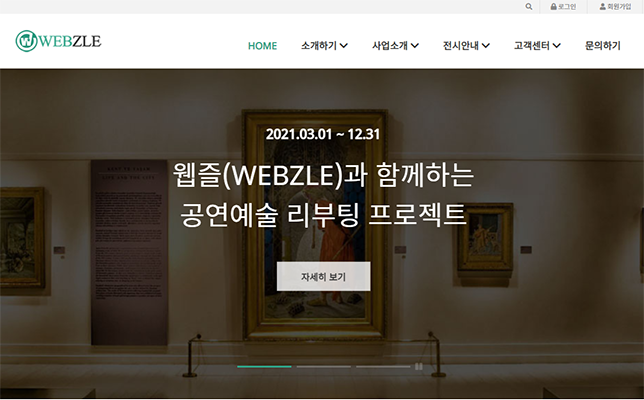 로그인
회원가입
WEBZLE
HOME
소개하기
사업소개
전시안내
고객센터
문의하기
2021.03.01 ~ 12.31
웹즐(WEBZLE)과 함께하는
공연예술 리부팅 프로젝트
자세히 보기